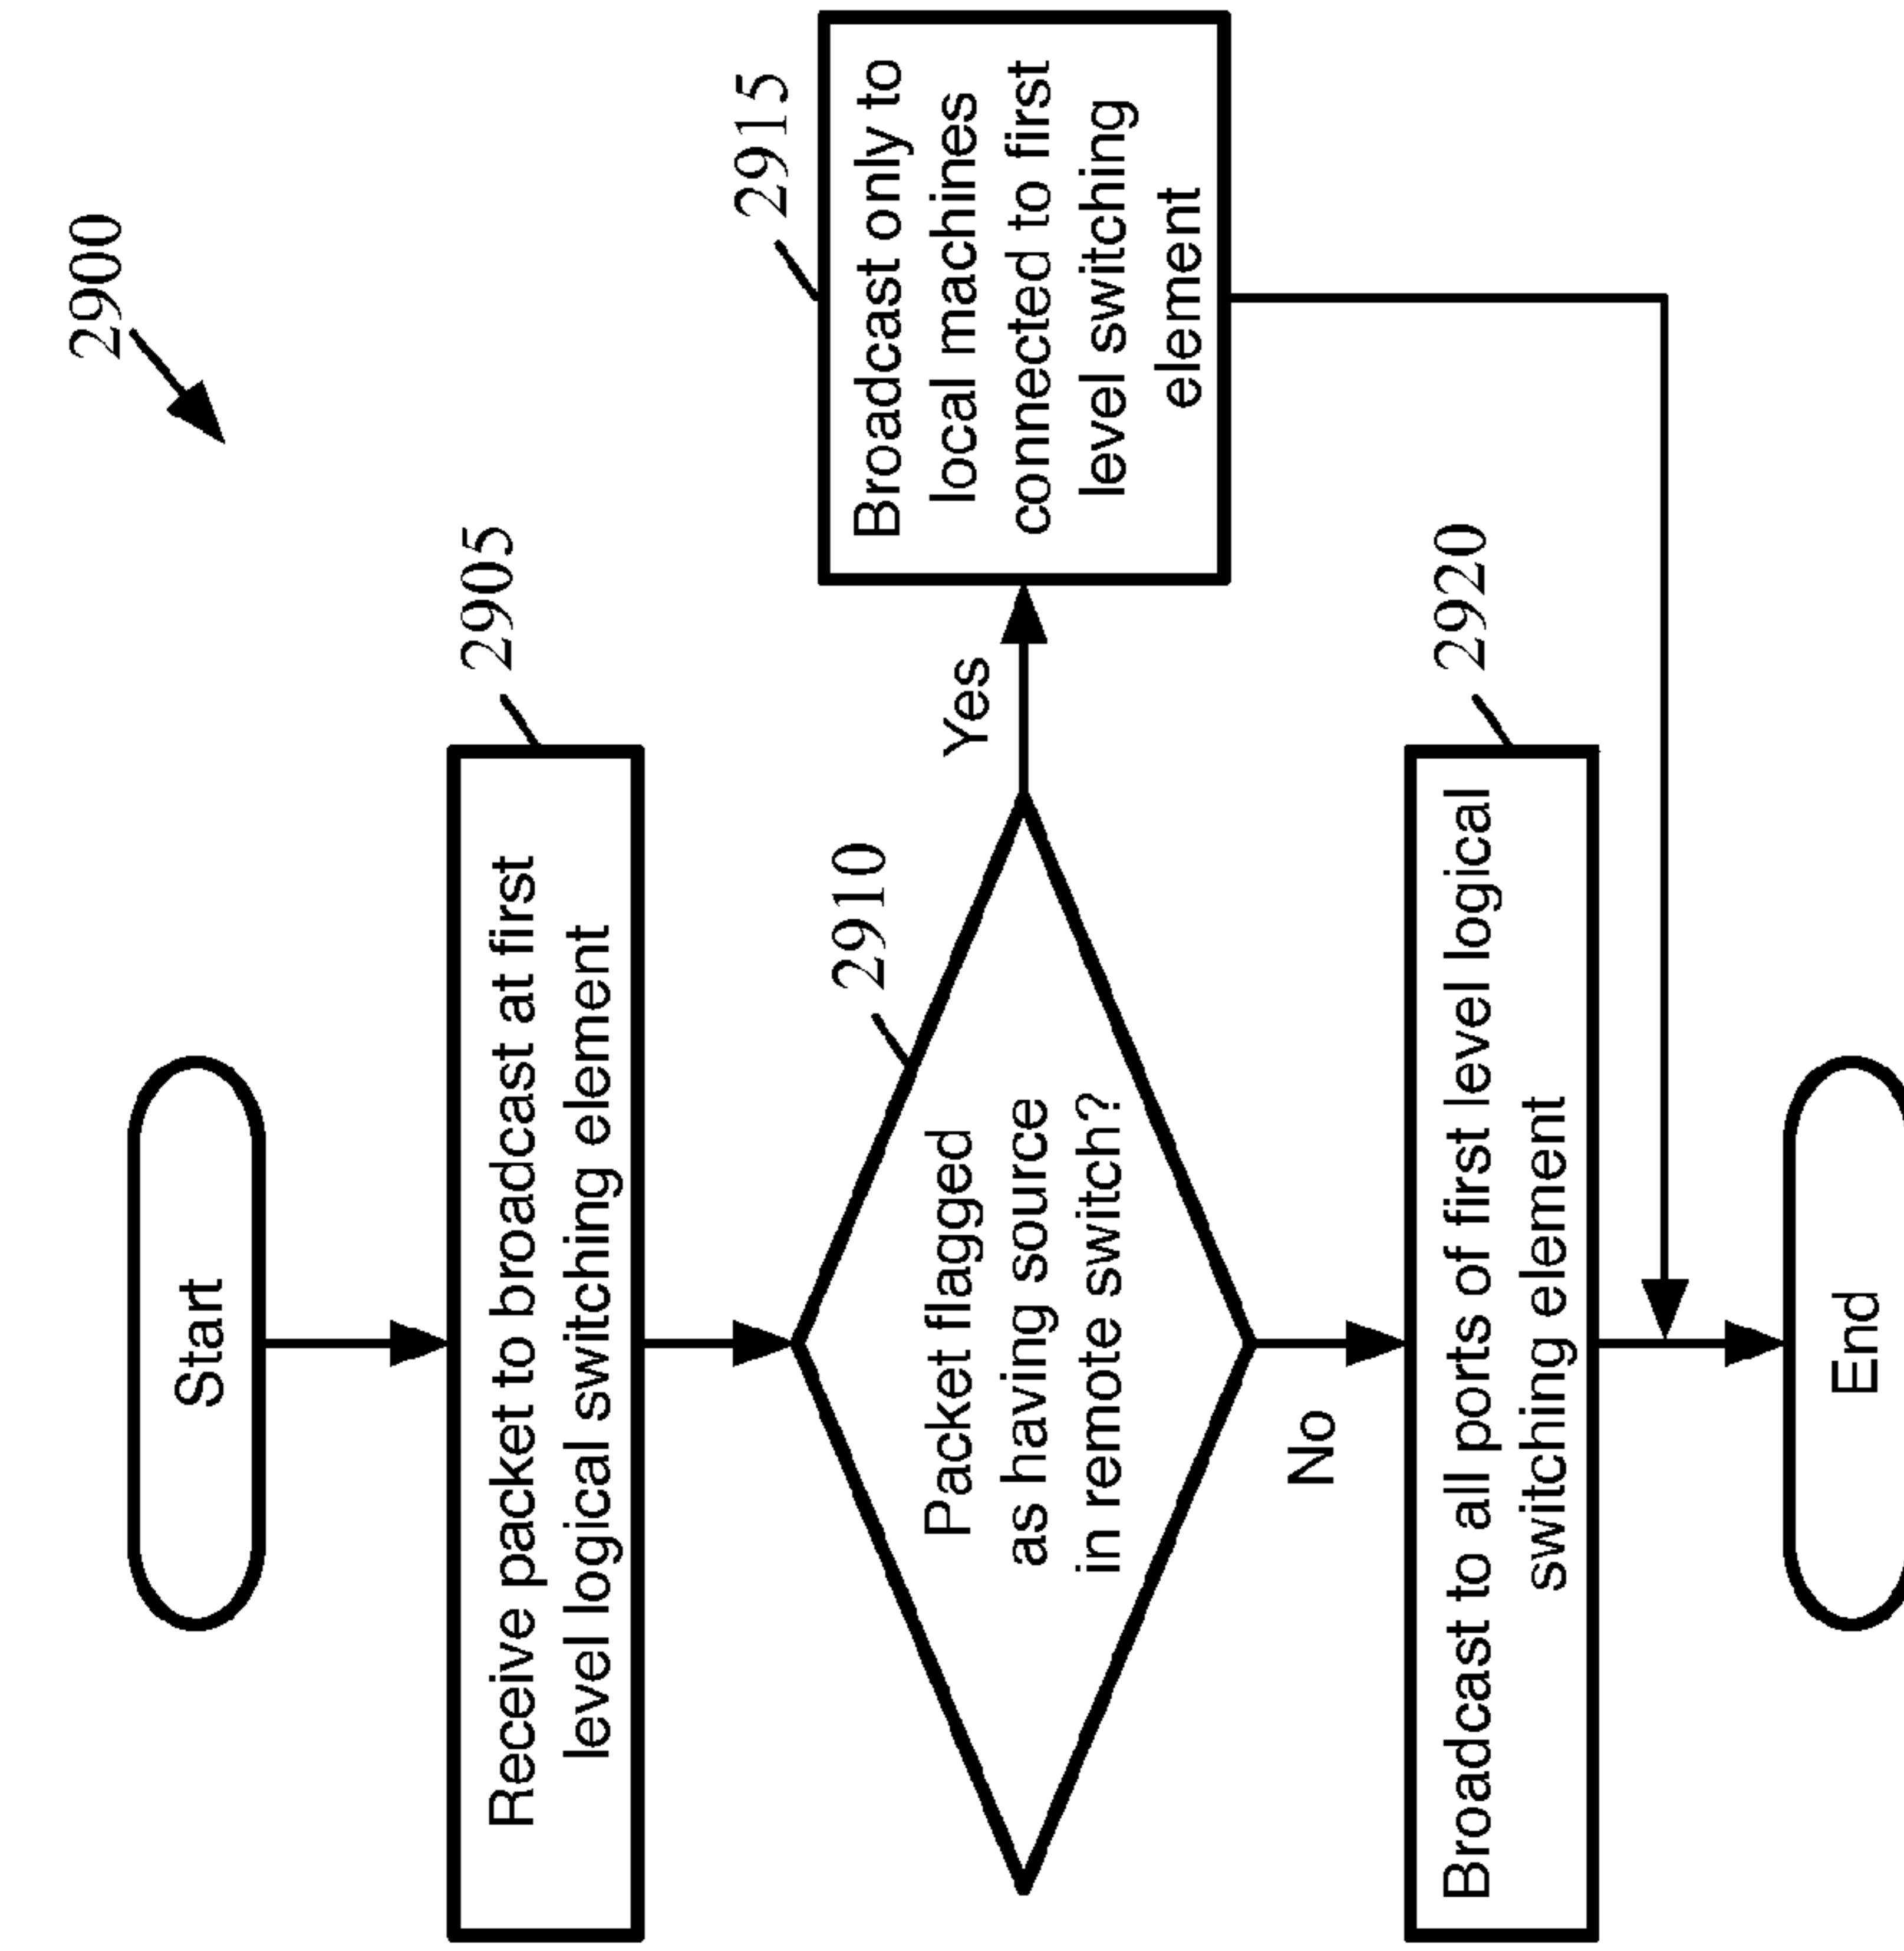 2900
Start
2905
Receive packet to broadcast at first
level logical switching element
2910
Packet flagged
as having source
in remote switch?
Yes
2915
Broadcast only to
local machines
connected to first
level switching
element
No
2920
Broadcast to all ports of first level logical
switching element
End